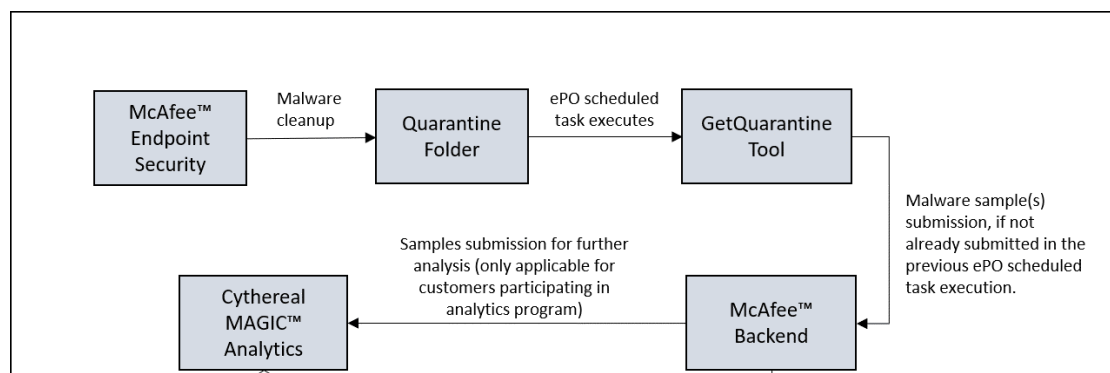 McAfee™
Endpoint
Security
Malware
cleanup
Quarantine
Folder
ePO scheduled
task executes
GetQuarantine
Tool
Malware sample(s)
submission, if not
already submitted in the
previous ePO scheduled
task execution.
McAfee™
Backend
Samples submission for further
analysis (only applicable for
customers participating in
analytics program)
Cythereal
MAGIC™
Analytics